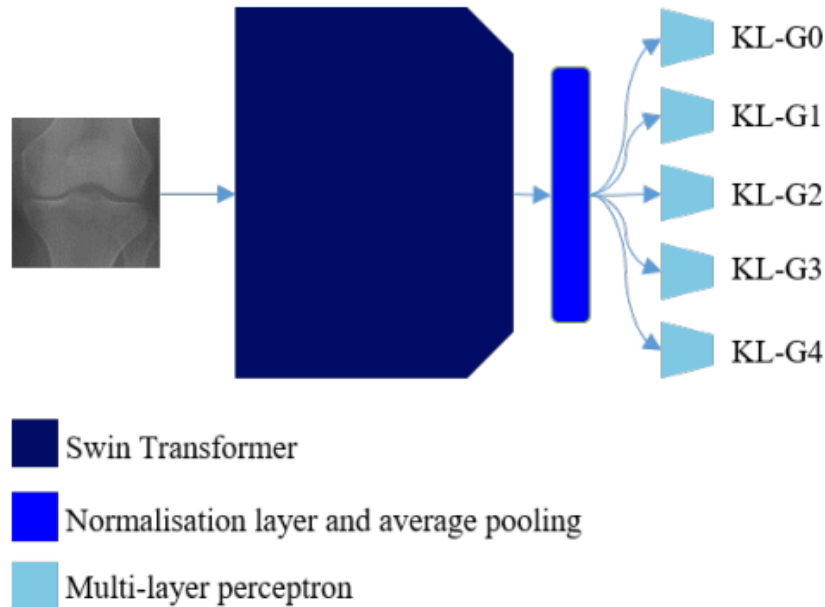 KL-G0
KL-G1
KL-G2
KL-G3
KL-G4
Swin Transformer
Normalisation layer and average pooling
Multi-layer perceptron